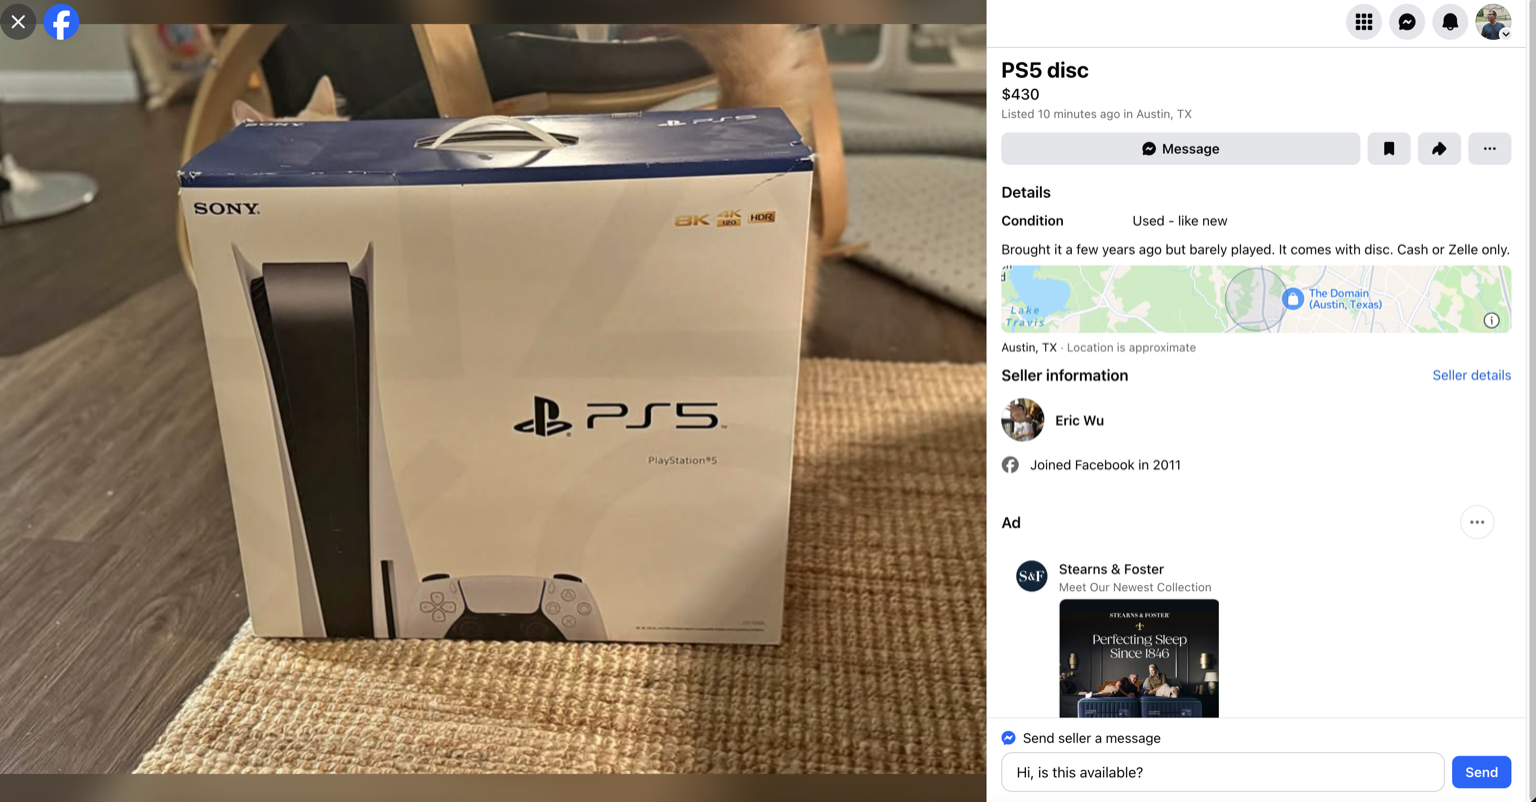 SONY
PS5
SONY
8K 4K 120 HDR
PS5
PlayStation®5
PS5 disc
$430
Listed 10 minutes ago in Austin, TX
Message
Details
Condition
Used - like new
Brought it a few years ago but barely played. It comes with disc. Cash or Zelle only.
Lake
Travis
The Domain
(Austin, Texas)
Austin, TX · Location is approximate
Seller information
Seller details
Eric Wu
Joined Facebook in 2011
Ad
S&F
Stearns & Foster
Meet Our Newest Collection
STEARNS & FOSTER
Perfecting Sleep
Since 1846
Send seller a message
Hi, is this available?
Send